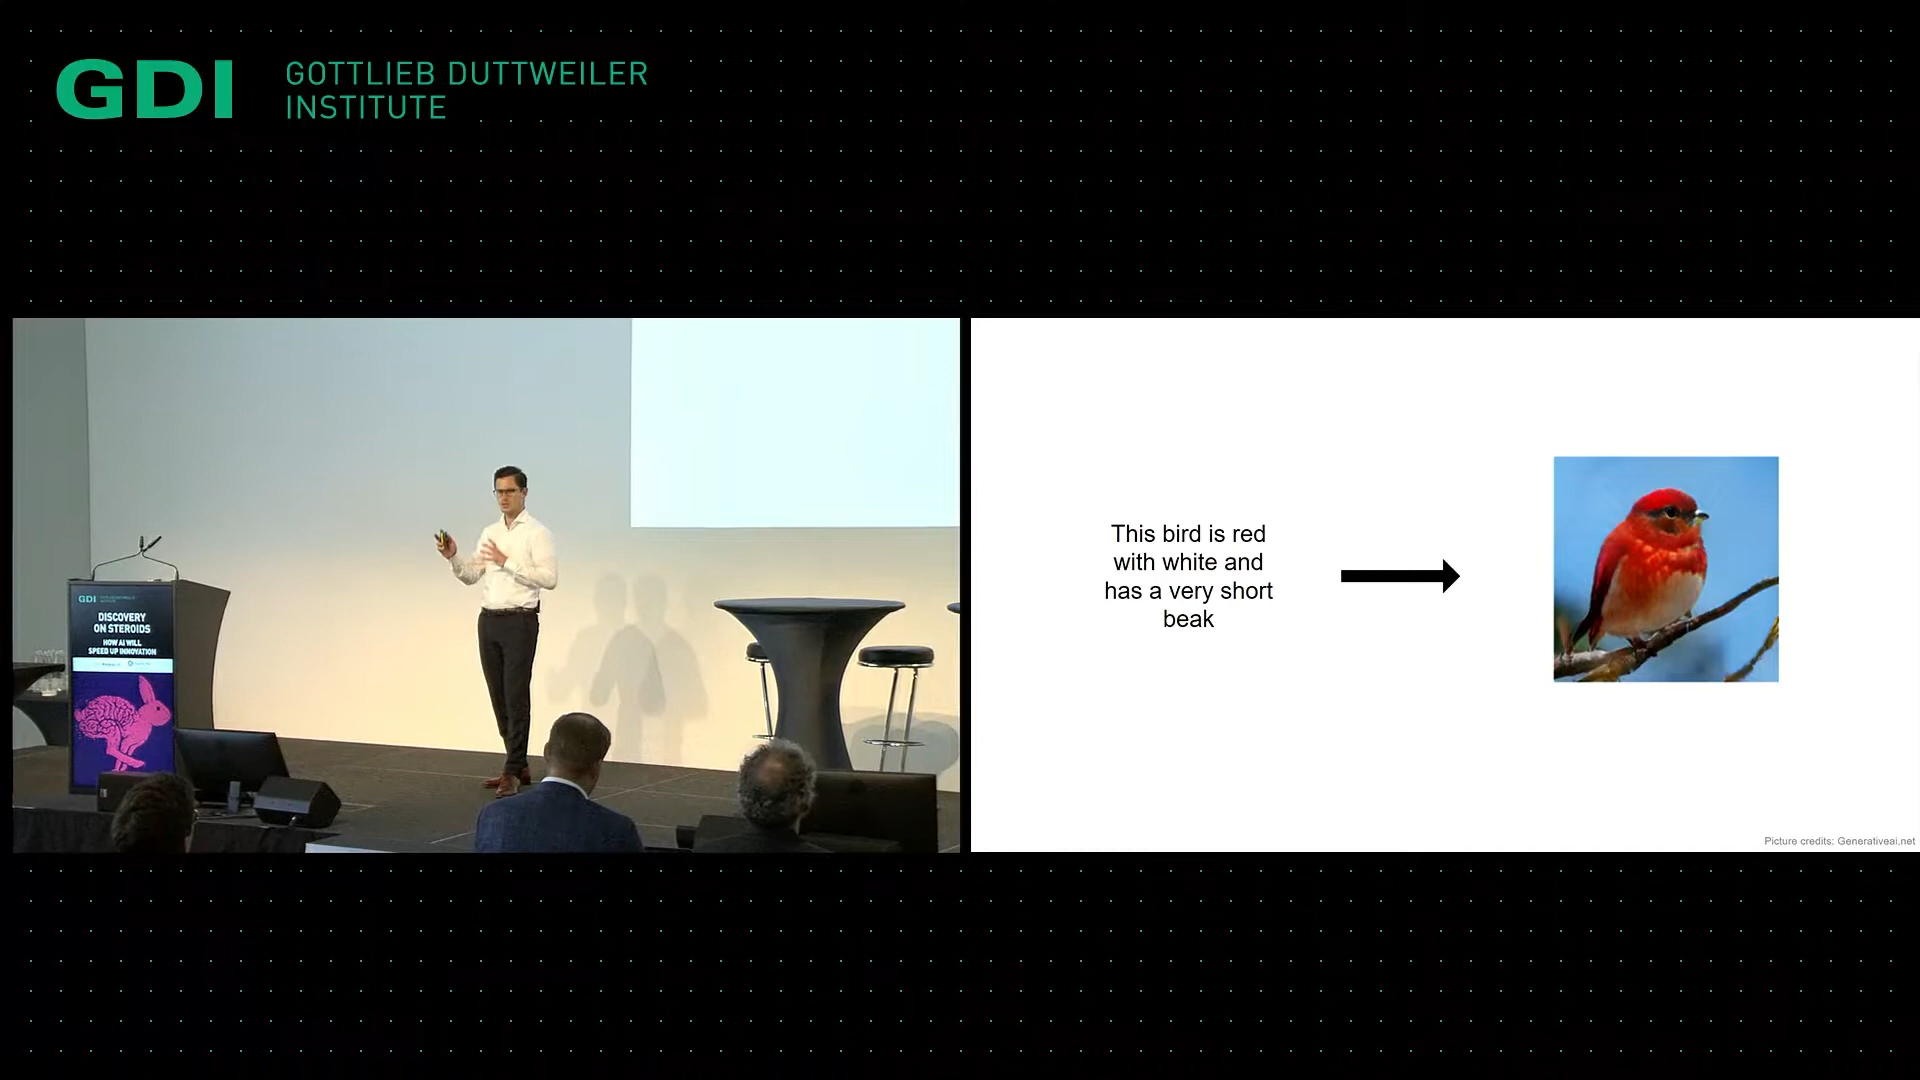 GDI
GOTTLIEB DUTTWEILER
INSTITUTE
GDI
DISCOVERY
ON STEROIDS
HOW AI WILL
SPEED UP INNOVATION
This bird is red
with white and
has a very short
beak
Picture credits: Generativeai.net